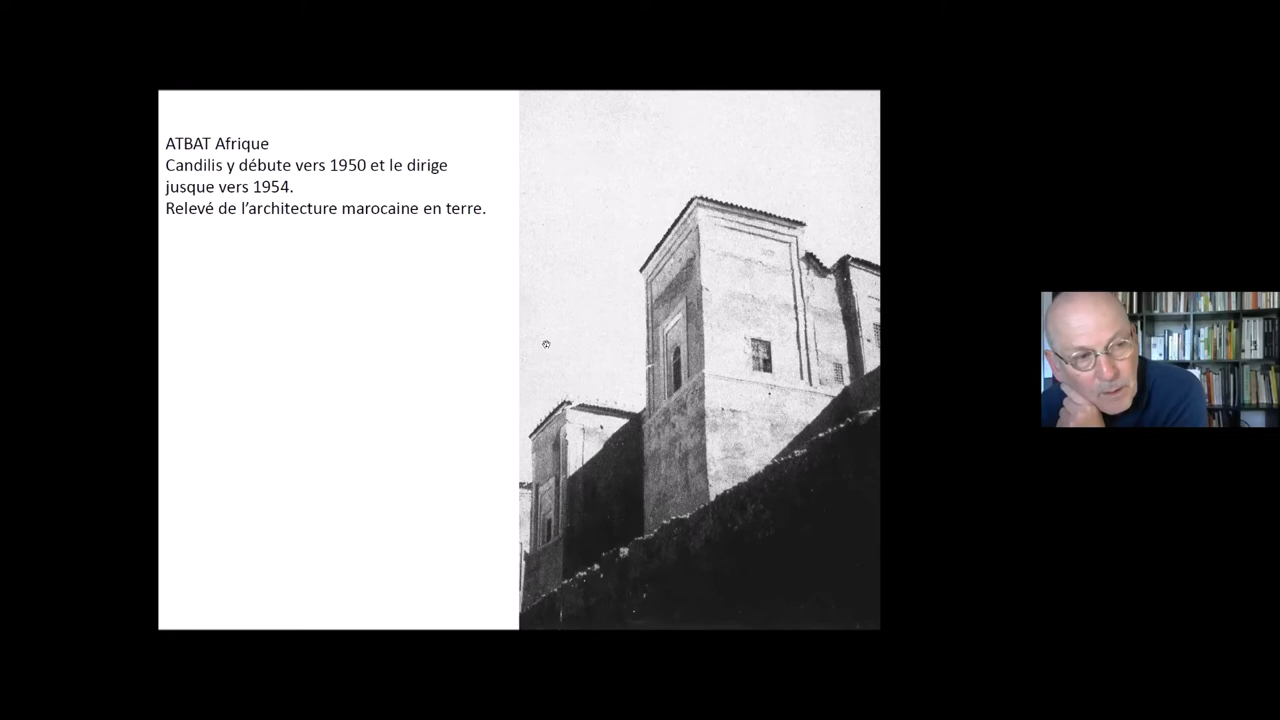 ATBAT Afrique
Candilis y débute vers 1950 et le dirige
jusque vers 1954.
Relevé de l’architecture marocaine en terre.